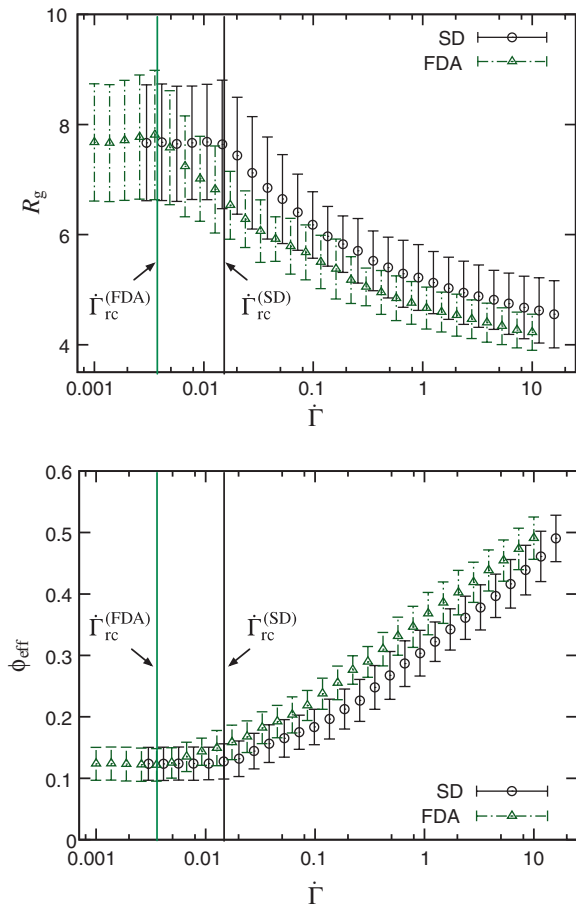 10
8
6
4
R_g
SD
FDA
Γ̇_rc^(FDA)
Γ̇_rc^(SD)
0.001 0.01 0.1 1 10
Γ̇
0.6
0.5
0.4
0.3
0.2
0.1
0
ϕ_eff
Γ̇_rc^(FDA)
Γ̇_rc^(SD)
SD
FDA
0.001 0.01 0.1 1 10
Γ̇